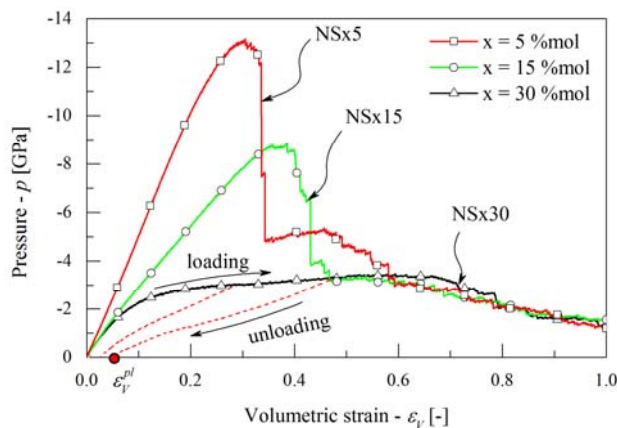 Pressure - p [GPa]
-14
-12
-10
-8
-6
-4
-2
0
NSx5
NSx15
NSx30
x = 5 %mol
x = 15 %mol
x = 30 %mol
loading
unloading
0.0 0.2 0.4 0.6 0.8 1.0
ε_V^pl
Volumetric strain - ε_V [-]